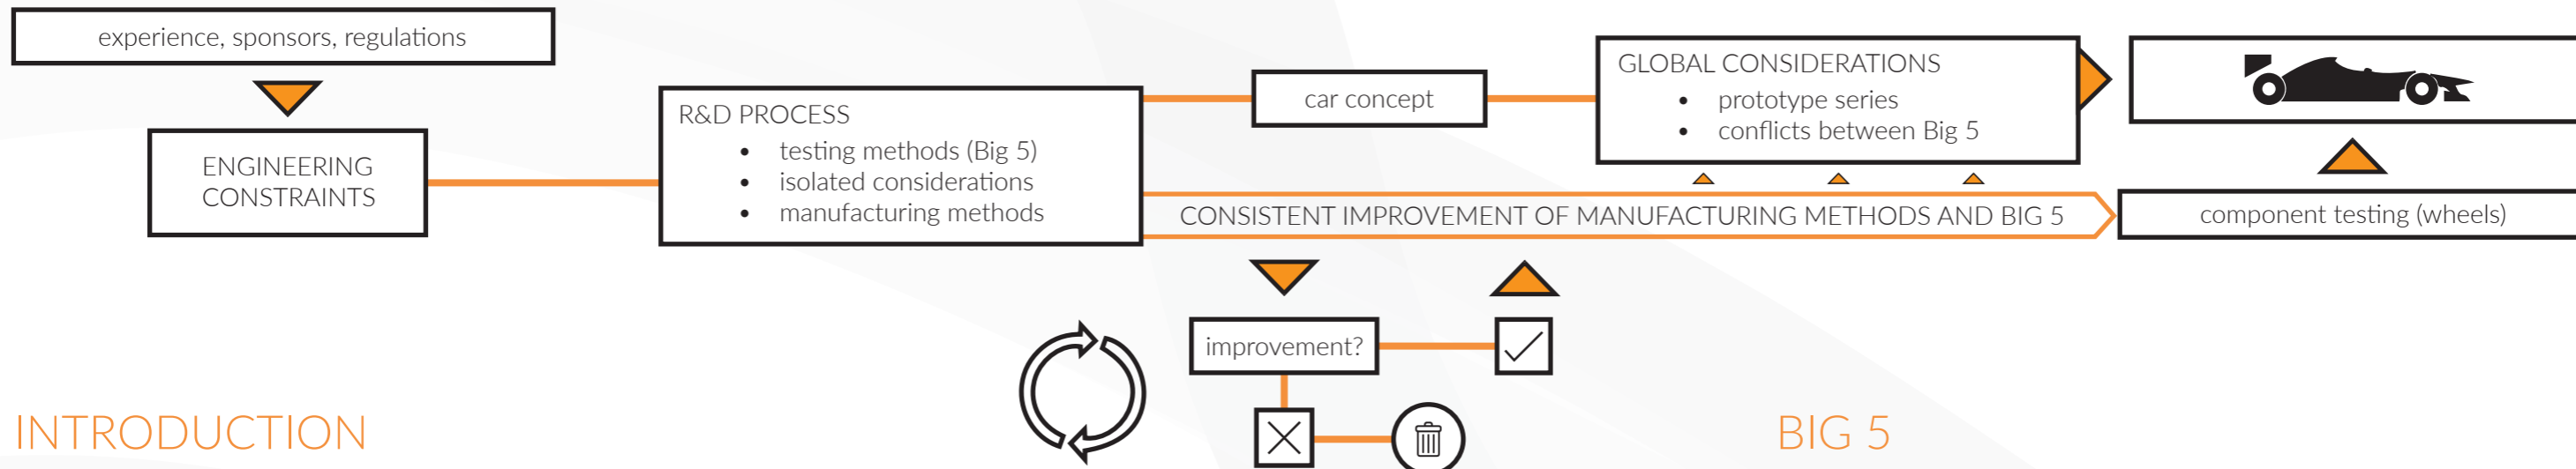 experience, sponsors, regulations
ENGINEERING
CONSTRAINTS
R&D PROCESS
• testing methods (Big 5)
• isolated considerations
• manufacturing methods
car concept
GLOBAL CONSIDERATIONS
• prototype series
• conflicts between Big 5
CONSISTENT IMPROVEMENT OF MANUFACTURING METHODS AND BIG 5
component testing (wheels)
improvement?
INTRODUCTION
BIG 5